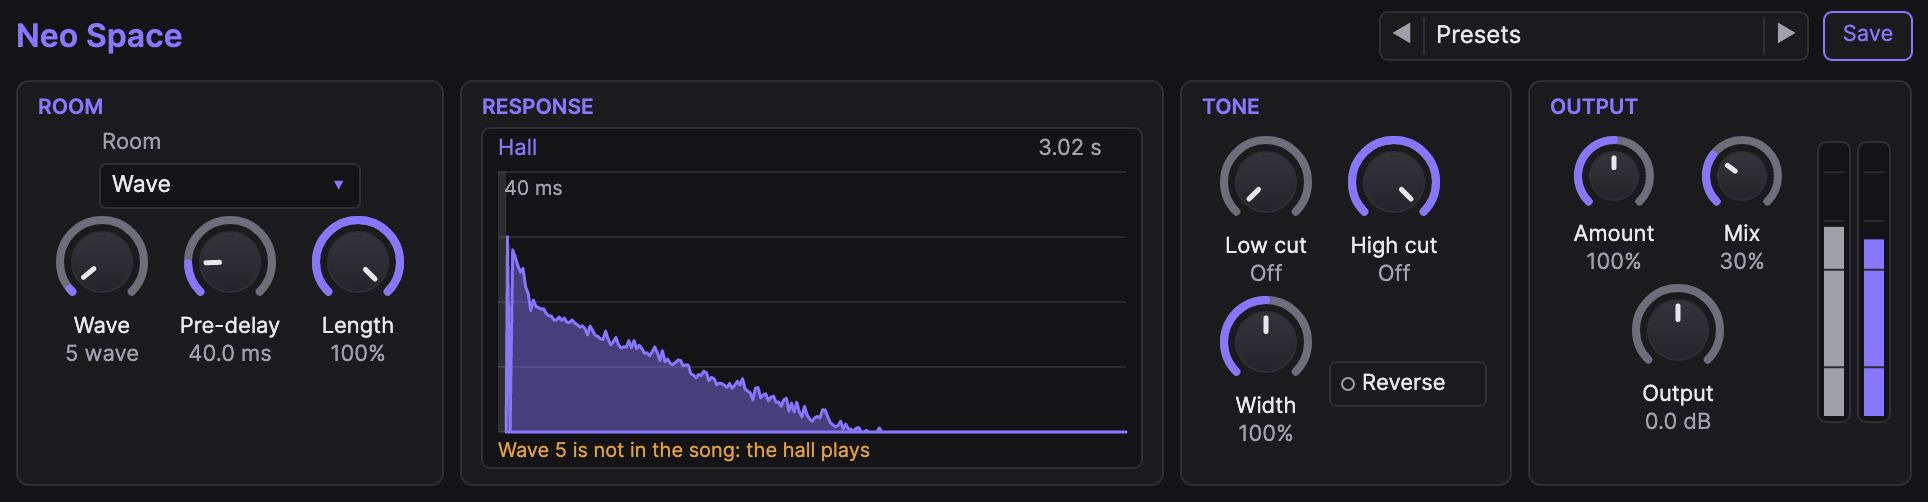 Neo Space
Presets
Save
ROOM
Room
Wave
Wave
5 wave
Pre-delay
40.0 ms
Length
100%
RESPONSE
Hall
3.02 s
40 ms
Wave 5 is not in the song: the hall plays
TONE
Low cut
Off
High cut
Off
Width
100%
Reverse
OUTPUT
Amount
100%
Mix
30%
Output
0.0 dB